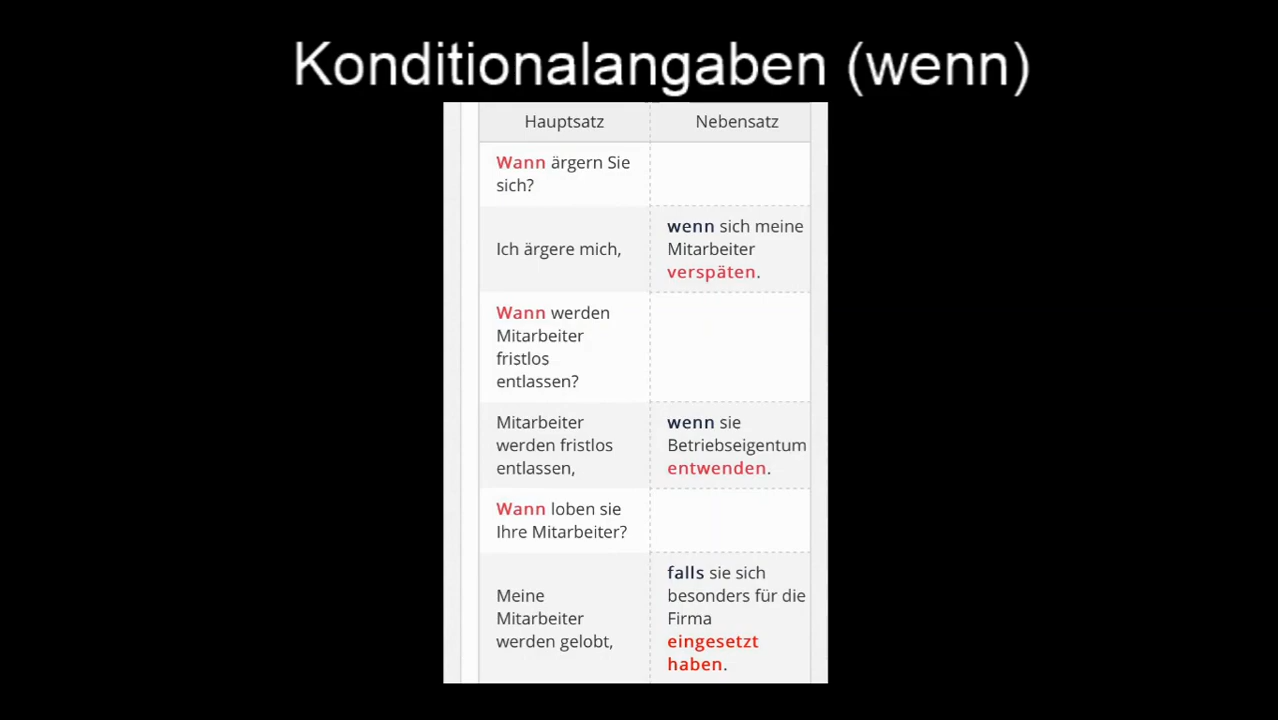 Konditionalangaben (wenn)
Hauptsatz
Nebensatz
Wann ärgern Sie
sich?
Ich ärgere mich,
wenn sich meine
Mitarbeiter
verspäten.
Wann werden
Mitarbeiter
fristlos
entlassen?
Mitarbeiter
werden fristlos
entlassen,
wenn sie
Betriebseigentum
entwenden.
Wann loben sie
Ihre Mitarbeiter?
Meine
Mitarbeiter
werden gelobt,
falls sie sich
besonders für die
Firma
eingesetzt
haben.